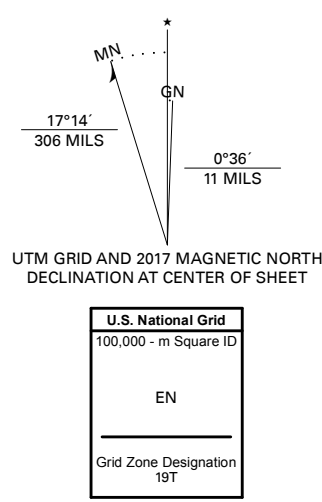 ★
MN
GN
17°14´
306 MILS
0°36´
11 MILS
UTM GRID AND 2017 MAGNETIC NORTH
DECLINATION AT CENTER OF SHEET
U.S. National Grid
100,000 - m Square ID
EN
Grid Zone Designation
19T